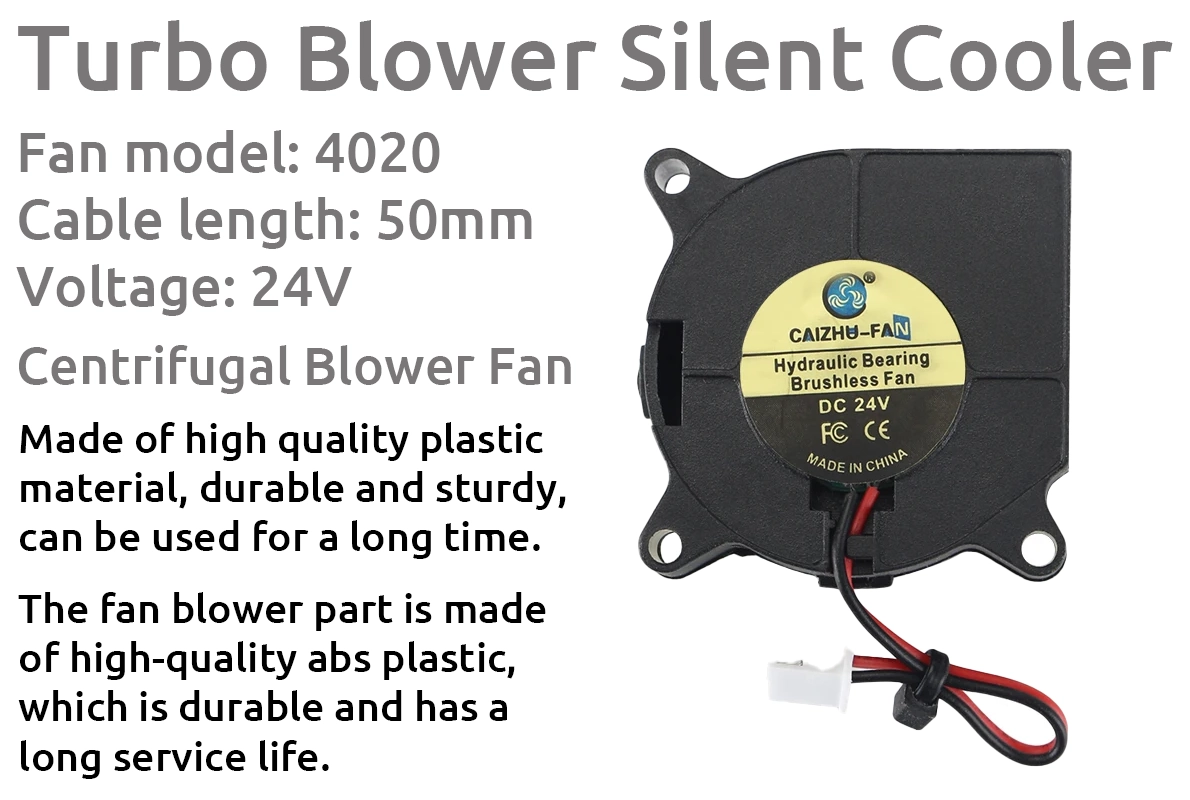 Turbo Blower Silent Cooler
Fan model: 4020
Cable length: 50mm
Voltage: 24V
Centrifugal Blower Fan
Made of high quality plastic
material, durable and sturdy,
can be used for a long time.
The fan blower part is made
of high-quality abs plastic,
which is durable and has a
long service life.
®
CAIZHU-FAN
Hydraulic Bearing
Brushless Fan
DC 24V
FC CE
MADE IN CHINA